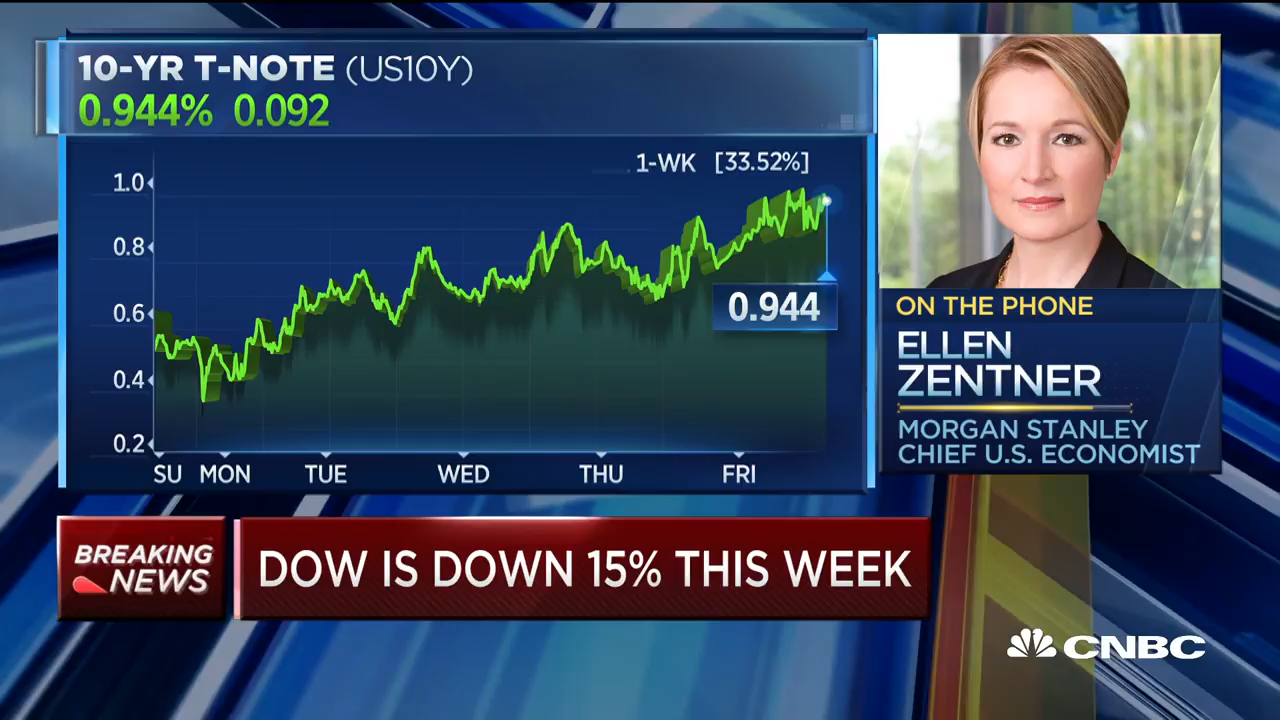 10-YR T-NOTE (US10Y)
0.944% 0.092
1-WK [33.52%]
1.0
0.8
0.6
0.4
0.2
0.944
SU MON TUE WED THU FRI
ON THE PHONE
ELLEN
ZENTNER
MORGAN STANLEY
CHIEF U.S. ECONOMIST
BREAKING
NEWS
DOW IS DOWN 15% THIS WEEK
CNBC